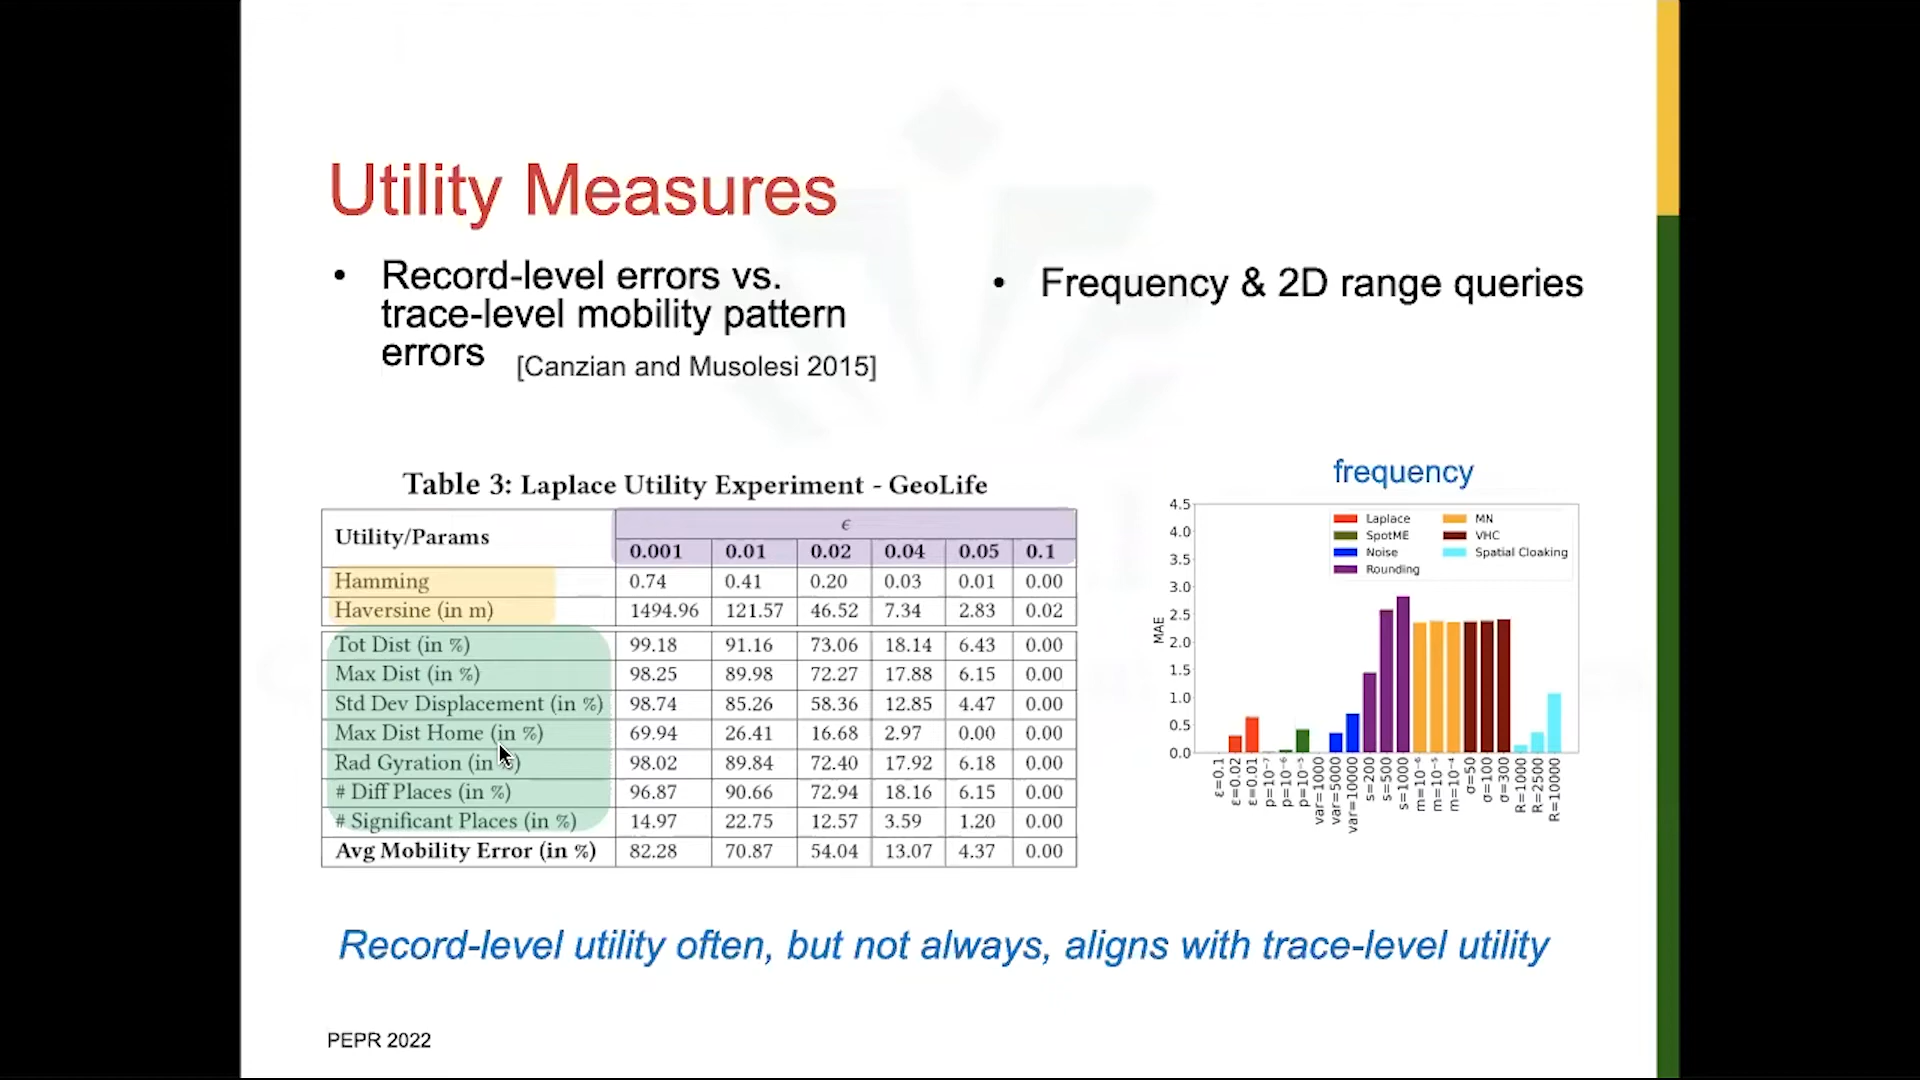 Utility Measures
• Record-level errors vs.
trace-level mobility pattern
errors [Canzian and Musolesi 2015]
• Frequency & 2D range queries
Table 3: Laplace Utility Experiment - GeoLife
Utility/Params ϵ
0.001 0.01 0.02 0.04 0.05 0.1
Hamming 0.74 0.41 0.20 0.03 0.01 0.00
Haversine (in m) 1494.96 121.57 46.52 7.34 2.83 0.02
Tot Dist (in %) 99.18 91.16 73.06 18.14 6.43 0.00
Max Dist (in %) 98.25 89.98 72.27 17.88 6.15 0.00
Std Dev Displacement (in %) 98.74 85.26 58.36 12.85 4.47 0.00
Max Dist Home (in %) 69.94 26.41 16.68 2.97 0.00 0.00
Rad Gyration (in %) 98.02 89.84 72.40 17.92 6.18 0.00
# Diff Places (in %) 96.87 90.66 72.94 18.16 6.15 0.00
# Significant Places (in %) 14.97 22.75 12.57 3.59 1.20 0.00
Avg Mobility Error (in %) 82.28 70.87 54.04 13.07 4.37 0.00
frequency
4.5
4.0
3.5
3.0
2.5
2.0
1.5
1.0
0.5
0.0
MAE
Laplace MN
SpotME VHC
Noise Spatial Cloaking
Rounding
ε=0.1
ε=0.02
ε=0.01
p=10⁻⁷
p=10⁻⁶
p=10⁻⁵
var=1000
var=5000
var=10000
s=200
s=500
s=1000
m=10⁻⁶
m=10⁻⁵
m=10⁻⁴
σ=50
σ=100
σ=300
R=1000
R=2500
R=10000
Record-level utility often, but not always, aligns with trace-level utility
PEPR 2022